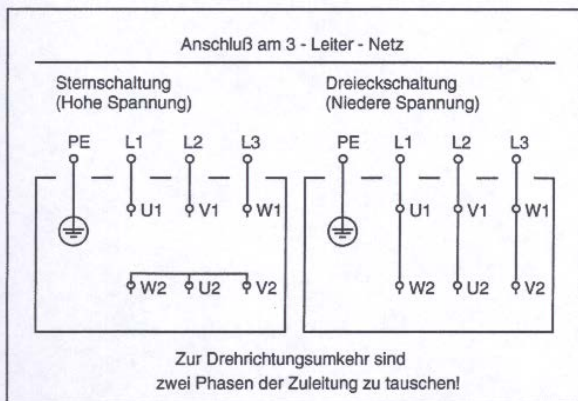 Anschluß am 3 - Leiter - Netz
Sternschaltung
(Hohe Spannung)
PE L1 L2 L3
U1 V1 W1
W2 U2 V2
Dreieckschaltung
(Niedere Spannung)
PE L1 L2 L3
U1 V1 W1
W2 U2 V2
Zur Drehrichtungsumkehr sind
zwei Phasen der Zuleitung zu tauschen!